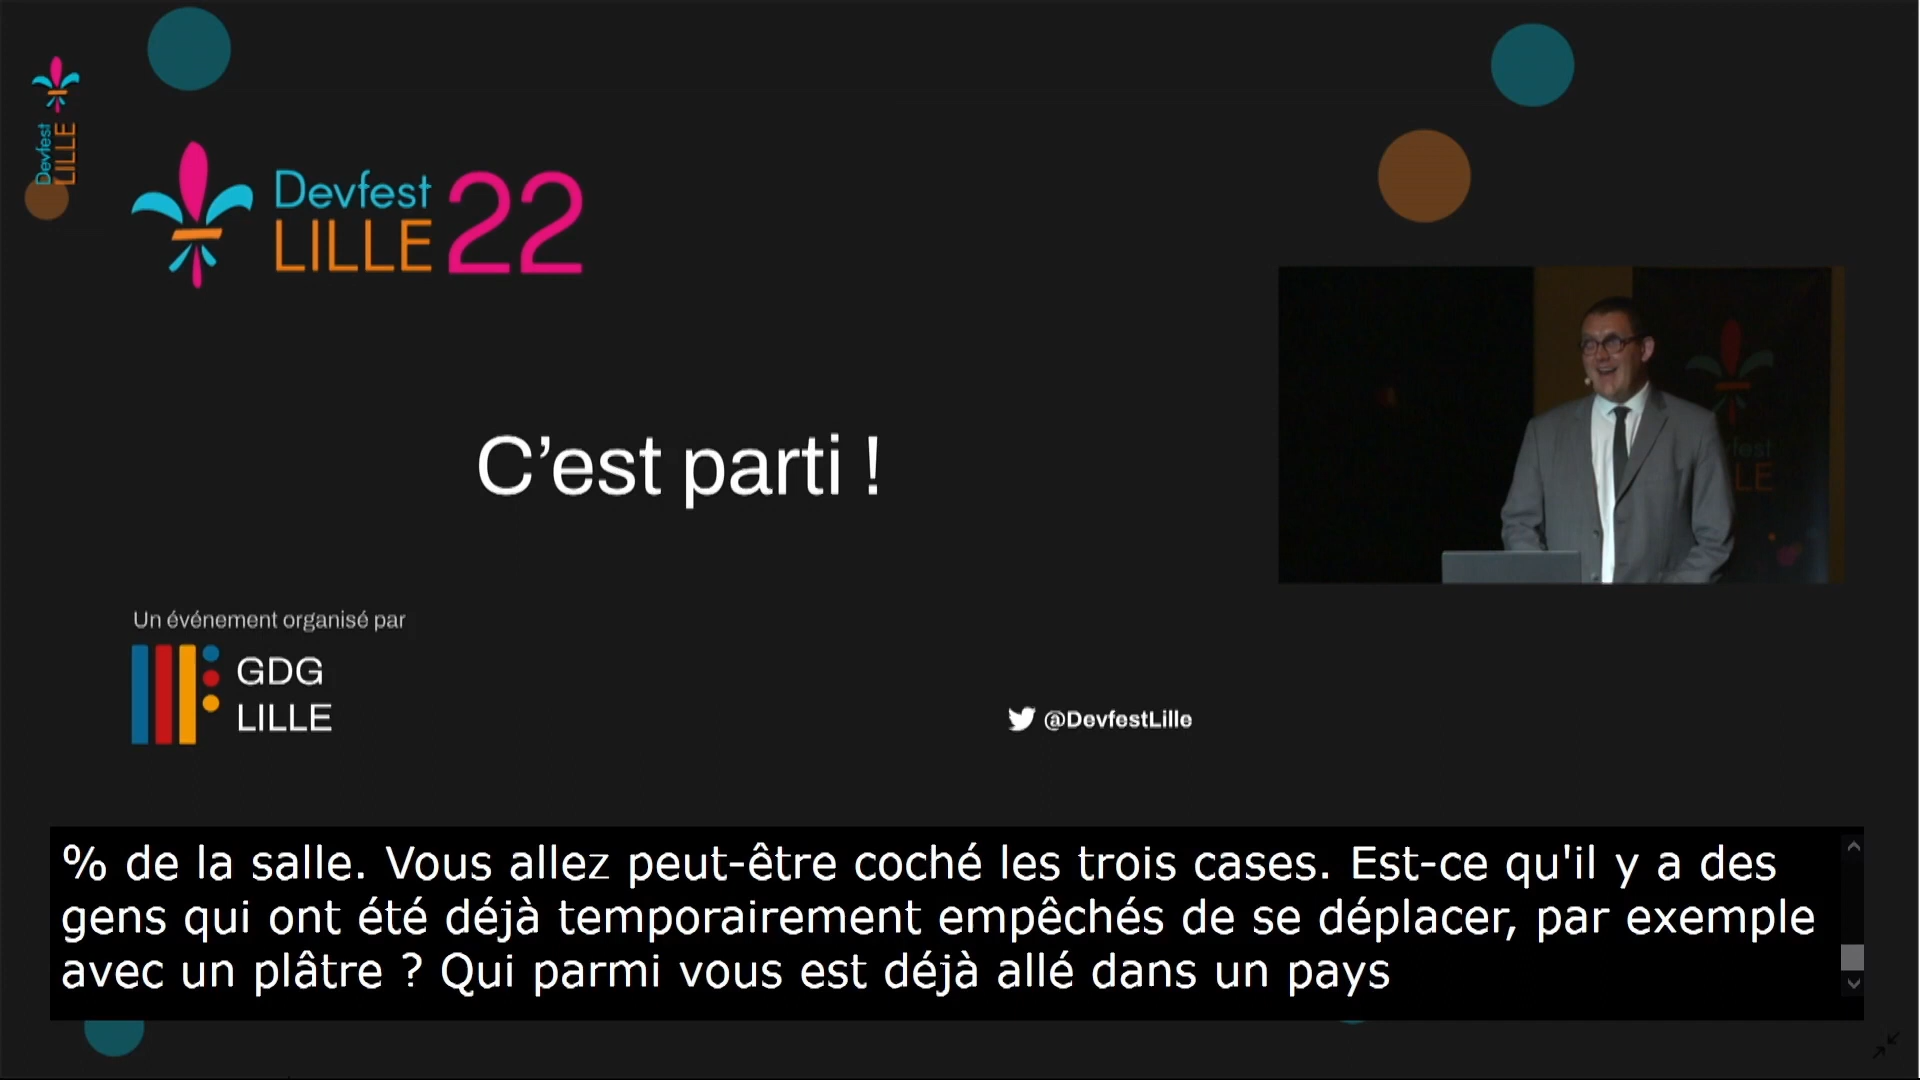 Devfest
LILLE
Devfest
LILLE
22
C’est parti !
Un événement organisé par
GDG
LILLE
@DevfestLille
% de la salle. Vous allez peut-être coché les trois cases. Est-ce qu'il y a des
gens qui ont été déjà temporairement empêchés de se déplacer, par exemple
avec un plâtre ? Qui parmi vous est déjà allé dans un pays